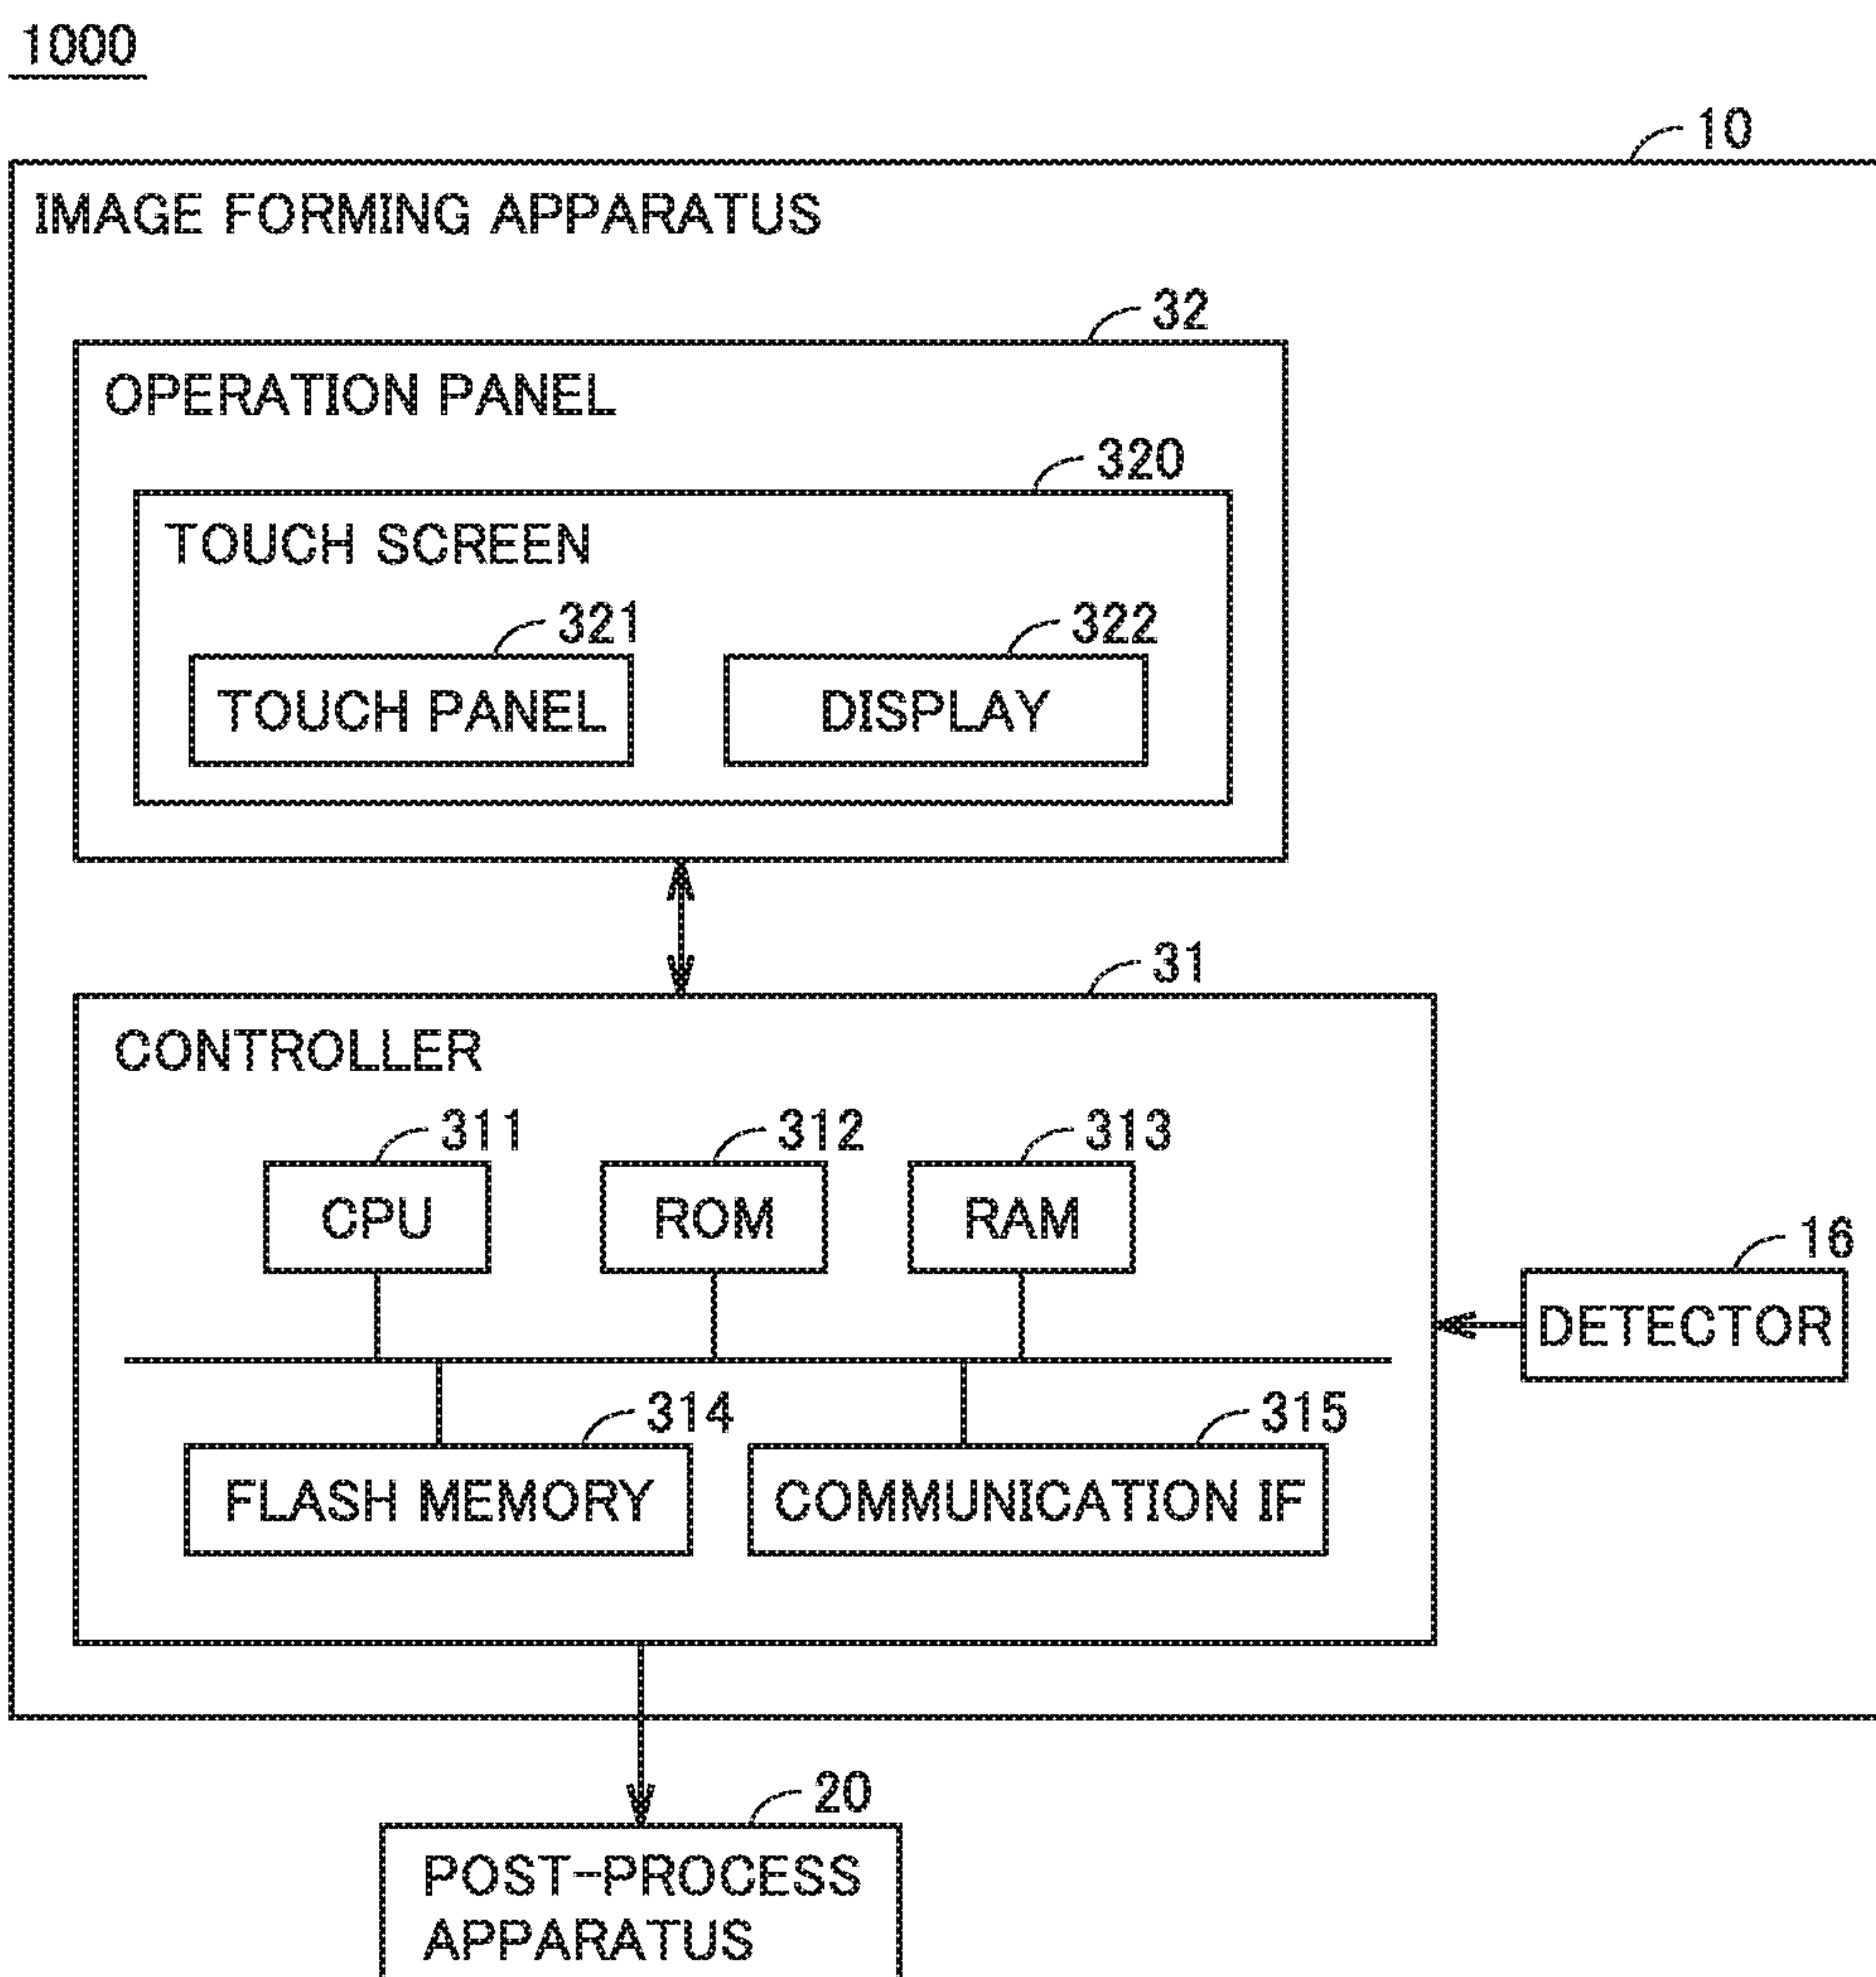 1000
10
IMAGE FORMING APPARATUS
32
OPERATION PANEL
320
TOUCH SCREEN
321 322
TOUCH PANEL DISPLAY
31
CONTROLLER
311 312 313
CPU ROM RAM
16
DETECTOR
314 315
FLASH MEMORY COMMUNICATION IF
20
POST-PROCESS
APPARATUS